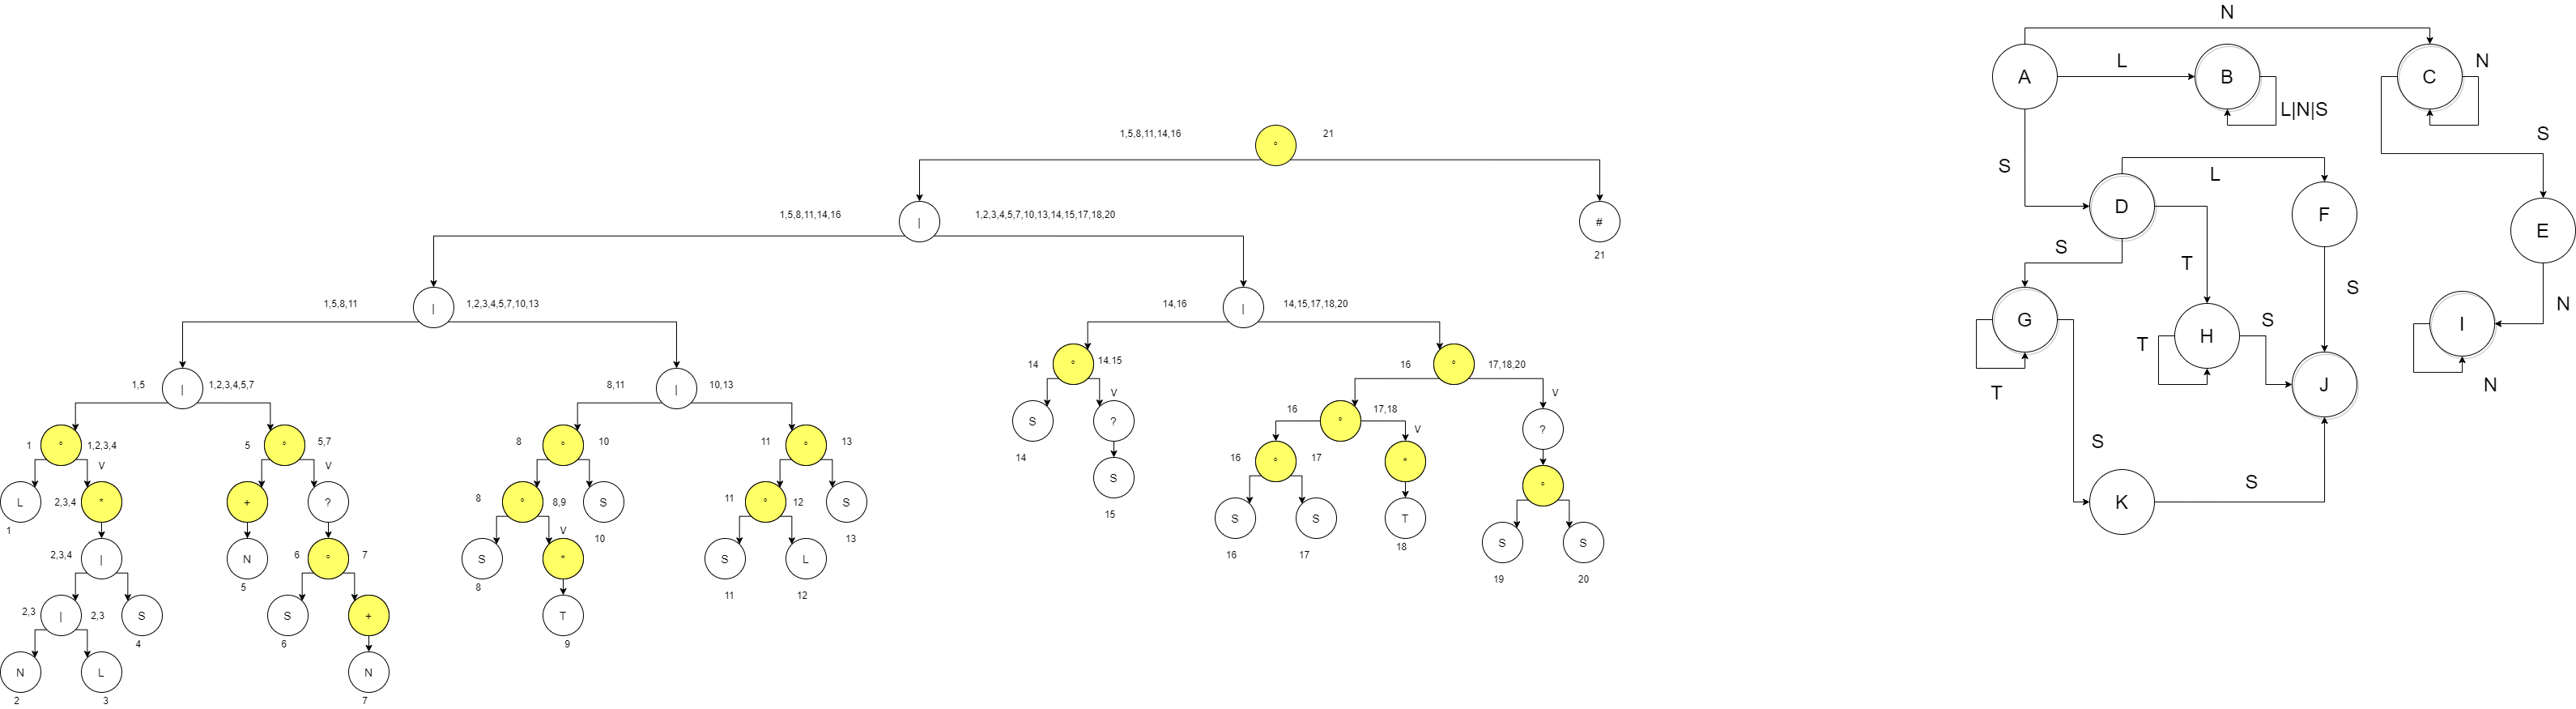 N
A
L
B
L|N|S
C
N
S
1,5,8,11,14,16
°
21
S
D
L
F
E
1,5,8,11,14,16
|
1,2,3,4,5,7,10,13,14,15,17,18,20
#
21
S
T
S
N
1,5,8,11
|
1,2,3,4,5,7,10,13
14,16
|
14,15,17,18,20
G
T
H
T
S
I
N
J
1,5
|
1,2,3,4,5,7
8,11
|
10,13
14
°
14.15
16
°
17,18,20
V
V
S
14
?
S
15
16
°
17,18
V
?
S
K
S
1
°
1,2,3,4
V
5
°
5,7
V
8
°
10
11
°
13
16
°
17
*
°
L
1
2,3,4
*
+
?
8
°
8,9
V
S
10
11
°
12
S
13
S
16
S
17
T
18
S
19
S
20
2,3,4
|
N
5
6
°
7
S
8
*
S
11
L
12
2,3
|
2,3
S
4
S
6
+
T
9
N
2
L
3
N
7